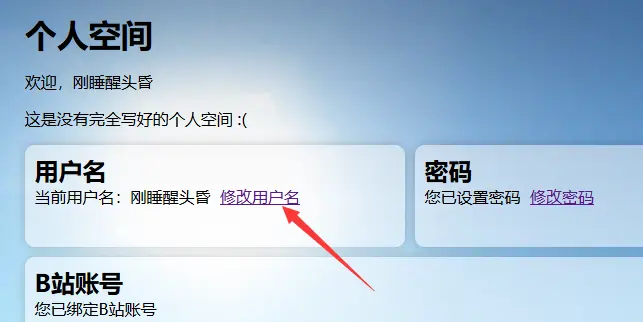 个人空间
欢迎，刚睡醒头昏
这是没有完全写好的个人空间 :(
用户名
当前用户名：刚睡醒头昏 修改用户名
密码
您已设置密码 修改密码
B站账号
您已绑定B站账号